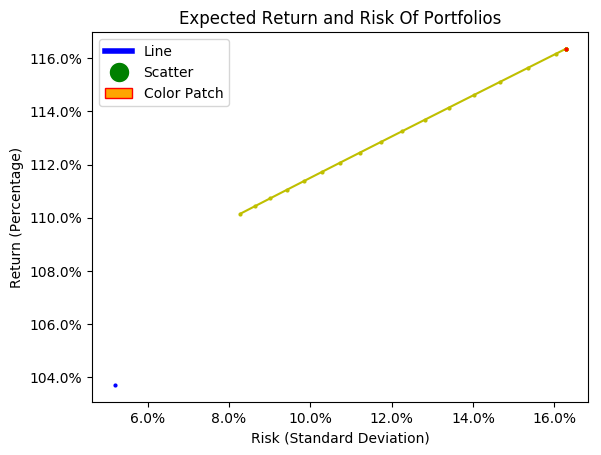 Expected Return and Risk Of Portfolios
Line
Scatter
Color Patch
Return (Percentage)
116.0%
114.0%
112.0%
110.0%
108.0%
106.0%
104.0%
6.0% 8.0% 10.0% 12.0% 14.0% 16.0%
Risk (Standard Deviation)